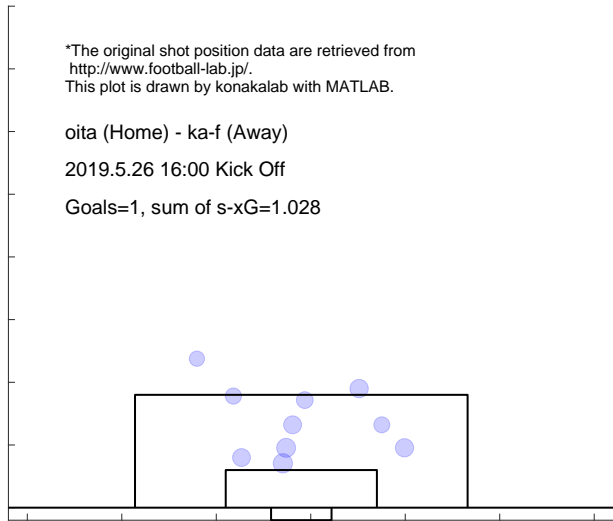 *The original shot position data are retrieved from
http://www.football-lab.jp/.
This plot is drawn by konakalab with MATLAB.
oita (Home) - ka-f (Away)
2019.5.26 16:00 Kick Off
Goals=1, sum of s-xG=1.028